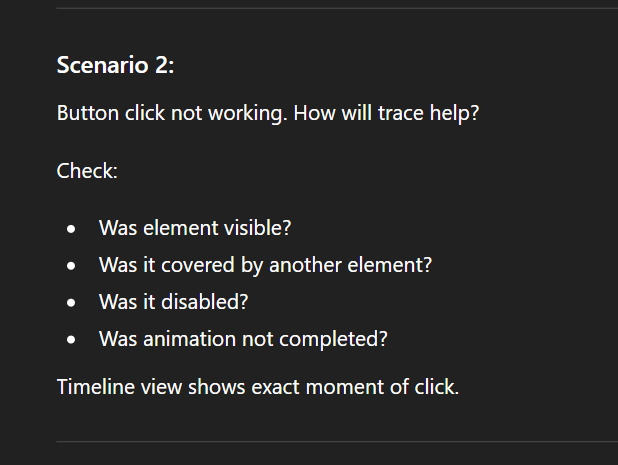 Scenario 2:
Button click not working. How will trace help?
Check:
• Was element visible?
• Was it covered by another element?
• Was it disabled?
• Was animation not completed?
Timeline view shows exact moment of click.